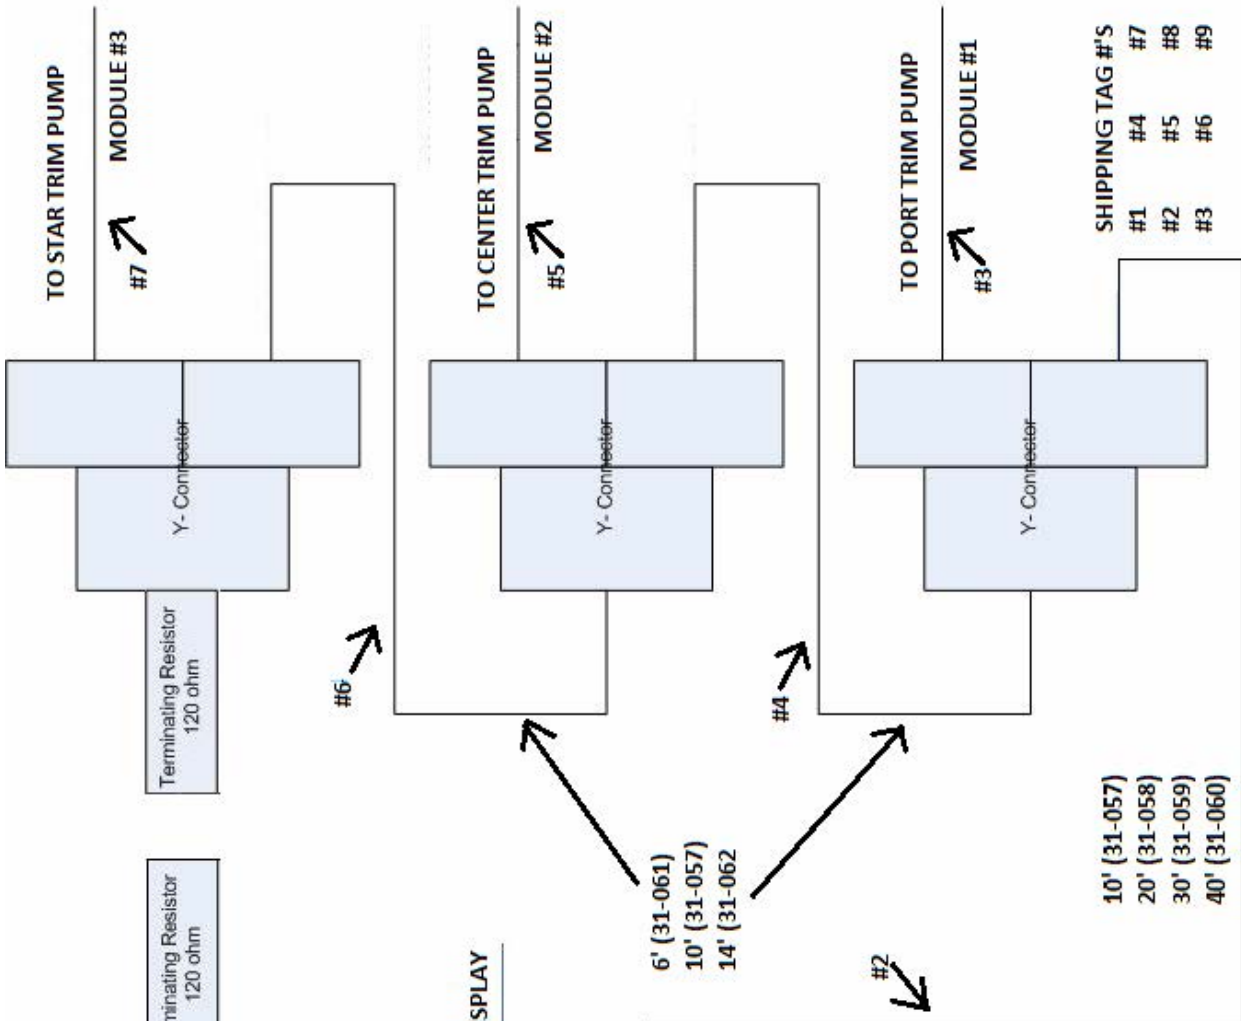 #2
SPLAY
minating Resistor
120 ohm
6' (31-061)
10' (31-057)
14' (31-062
10' (31-057)
20' (31-058)
30' (31-059)
40' (31-060)
#4
#6
Terminating Resistor
120 ohm
Y- Connector
Y- Connector
Y- Connector
#3
#5
#7
TO PORT TRIM PUMP
MODULE #1
TO CENTER TRIM PUMP
MODULE #2
TO STAR TRIM PUMP
MODULE #3
SHIPPING TAG #'S
#1 #4 #7
#2 #5 #8
#3 #6 #9